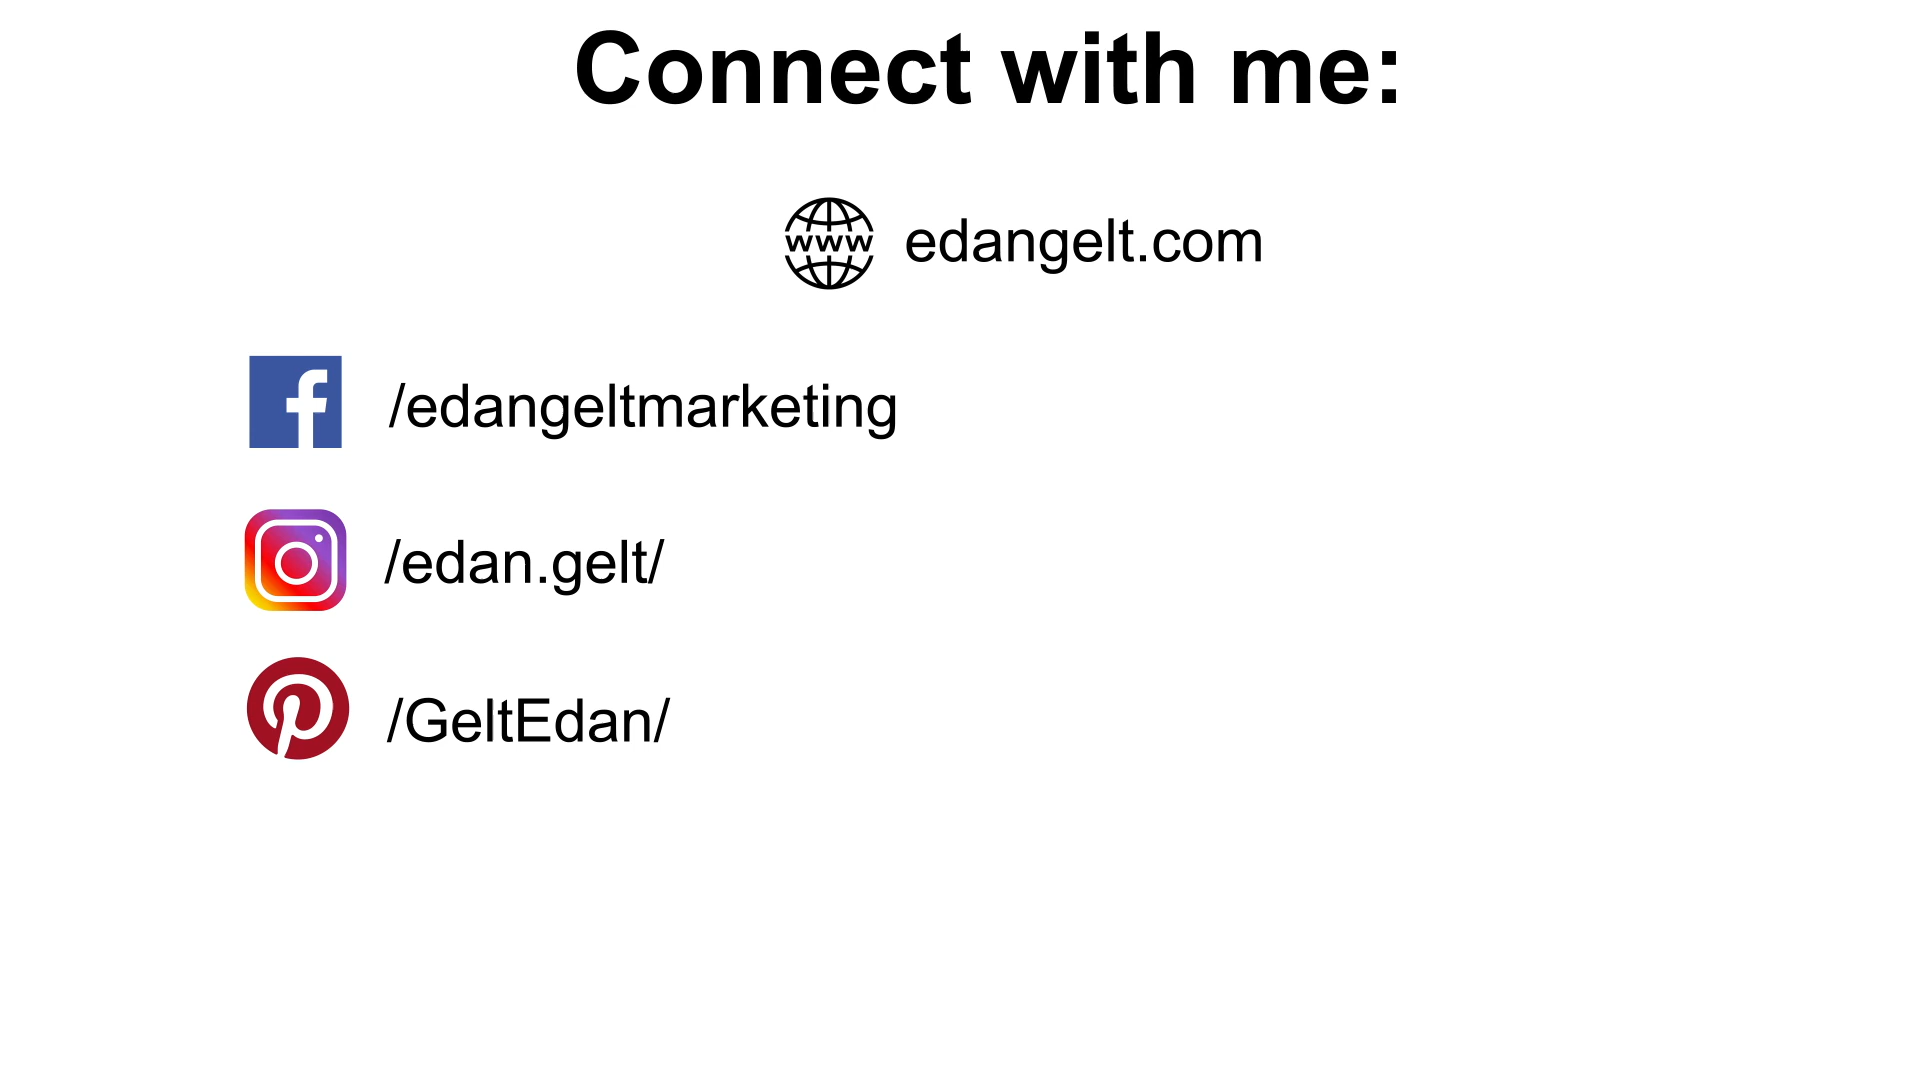 Connect with me:
www edangelt.com
/edangeltmarketing
/edan.gelt/
/GeltEdan/